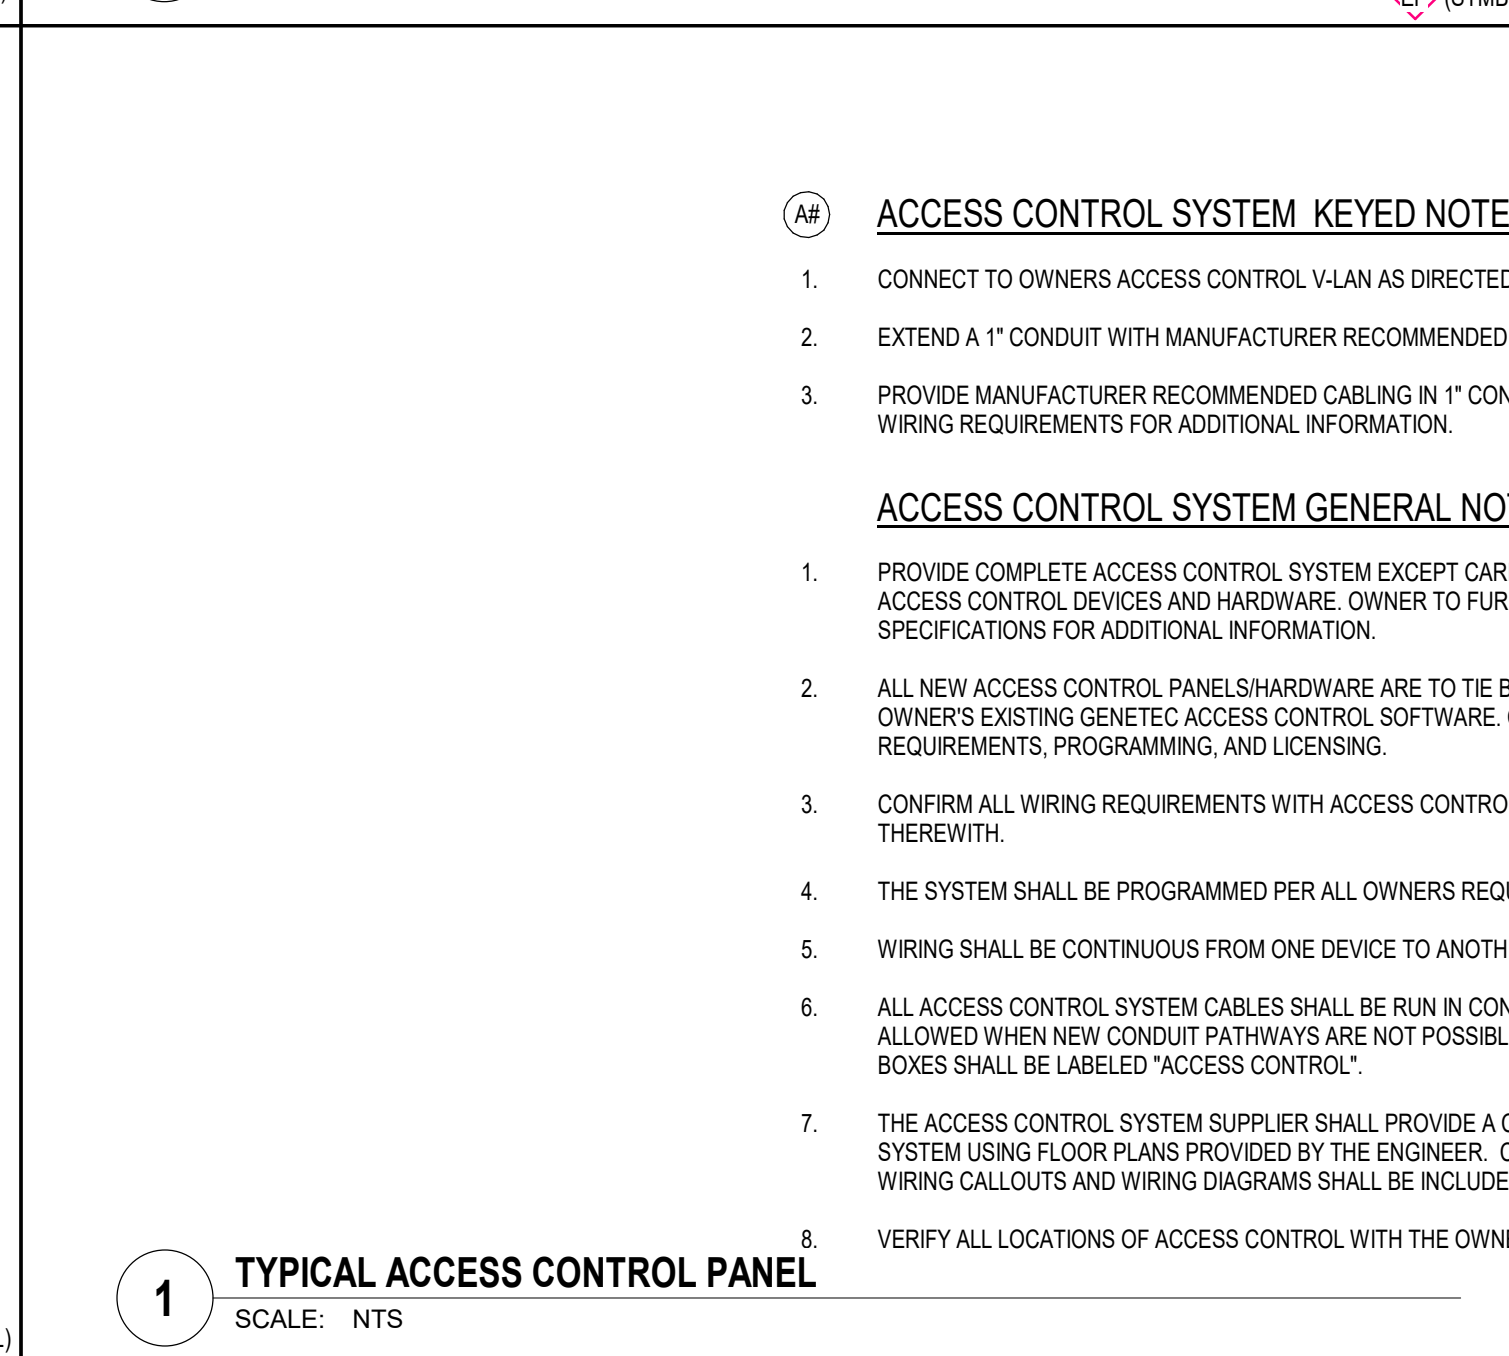 A# ACCESS CONTROL SYSTEM KEYED NOTE
1. CONNECT TO OWNERS ACCESS CONTROL V-LAN AS DIRECTED
2. EXTEND A 1" CONDUIT WITH MANUFACTURER RECOMMENDED
3. PROVIDE MANUFACTURER RECOMMENDED CABLING IN 1" CON
WIRING REQUIREMENTS FOR ADDITIONAL INFORMATION.
ACCESS CONTROL SYSTEM GENERAL NO
1. PROVIDE COMPLETE ACCESS CONTROL SYSTEM EXCEPT CAR
ACCESS CONTROL DEVICES AND HARDWARE. OWNER TO FUR
SPECIFICATIONS FOR ADDITIONAL INFORMATION.
2. ALL NEW ACCESS CONTROL PANELS/HARDWARE ARE TO TIE B
OWNER'S EXISTING GENETEC ACCESS CONTROL SOFTWARE.
REQUIREMENTS, PROGRAMMING, AND LICENSING.
3. CONFIRM ALL WIRING REQUIREMENTS WITH ACCESS CONTRO
THEREWITH.
4. THE SYSTEM SHALL BE PROGRAMMED PER ALL OWNERS REQ
5. WIRING SHALL BE CONTINUOUS FROM ONE DEVICE TO ANOTH
6. ALL ACCESS CONTROL SYSTEM CABLES SHALL BE RUN IN CON
ALLOWED WHEN NEW CONDUIT PATHWAYS ARE NOT POSSIBL
BOXES SHALL BE LABELED "ACCESS CONTROL".
7. THE ACCESS CONTROL SYSTEM SUPPLIER SHALL PROVIDE A
SYSTEM USING FLOOR PLANS PROVIDED BY THE ENGINEER.
WIRING CALLOUTS AND WIRING DIAGRAMS SHALL BE INCLUDE
8. VERIFY ALL LOCATIONS OF ACCESS CONTROL WITH THE OWN
1 TYPICAL ACCESS CONTROL PANEL
SCALE: NTS